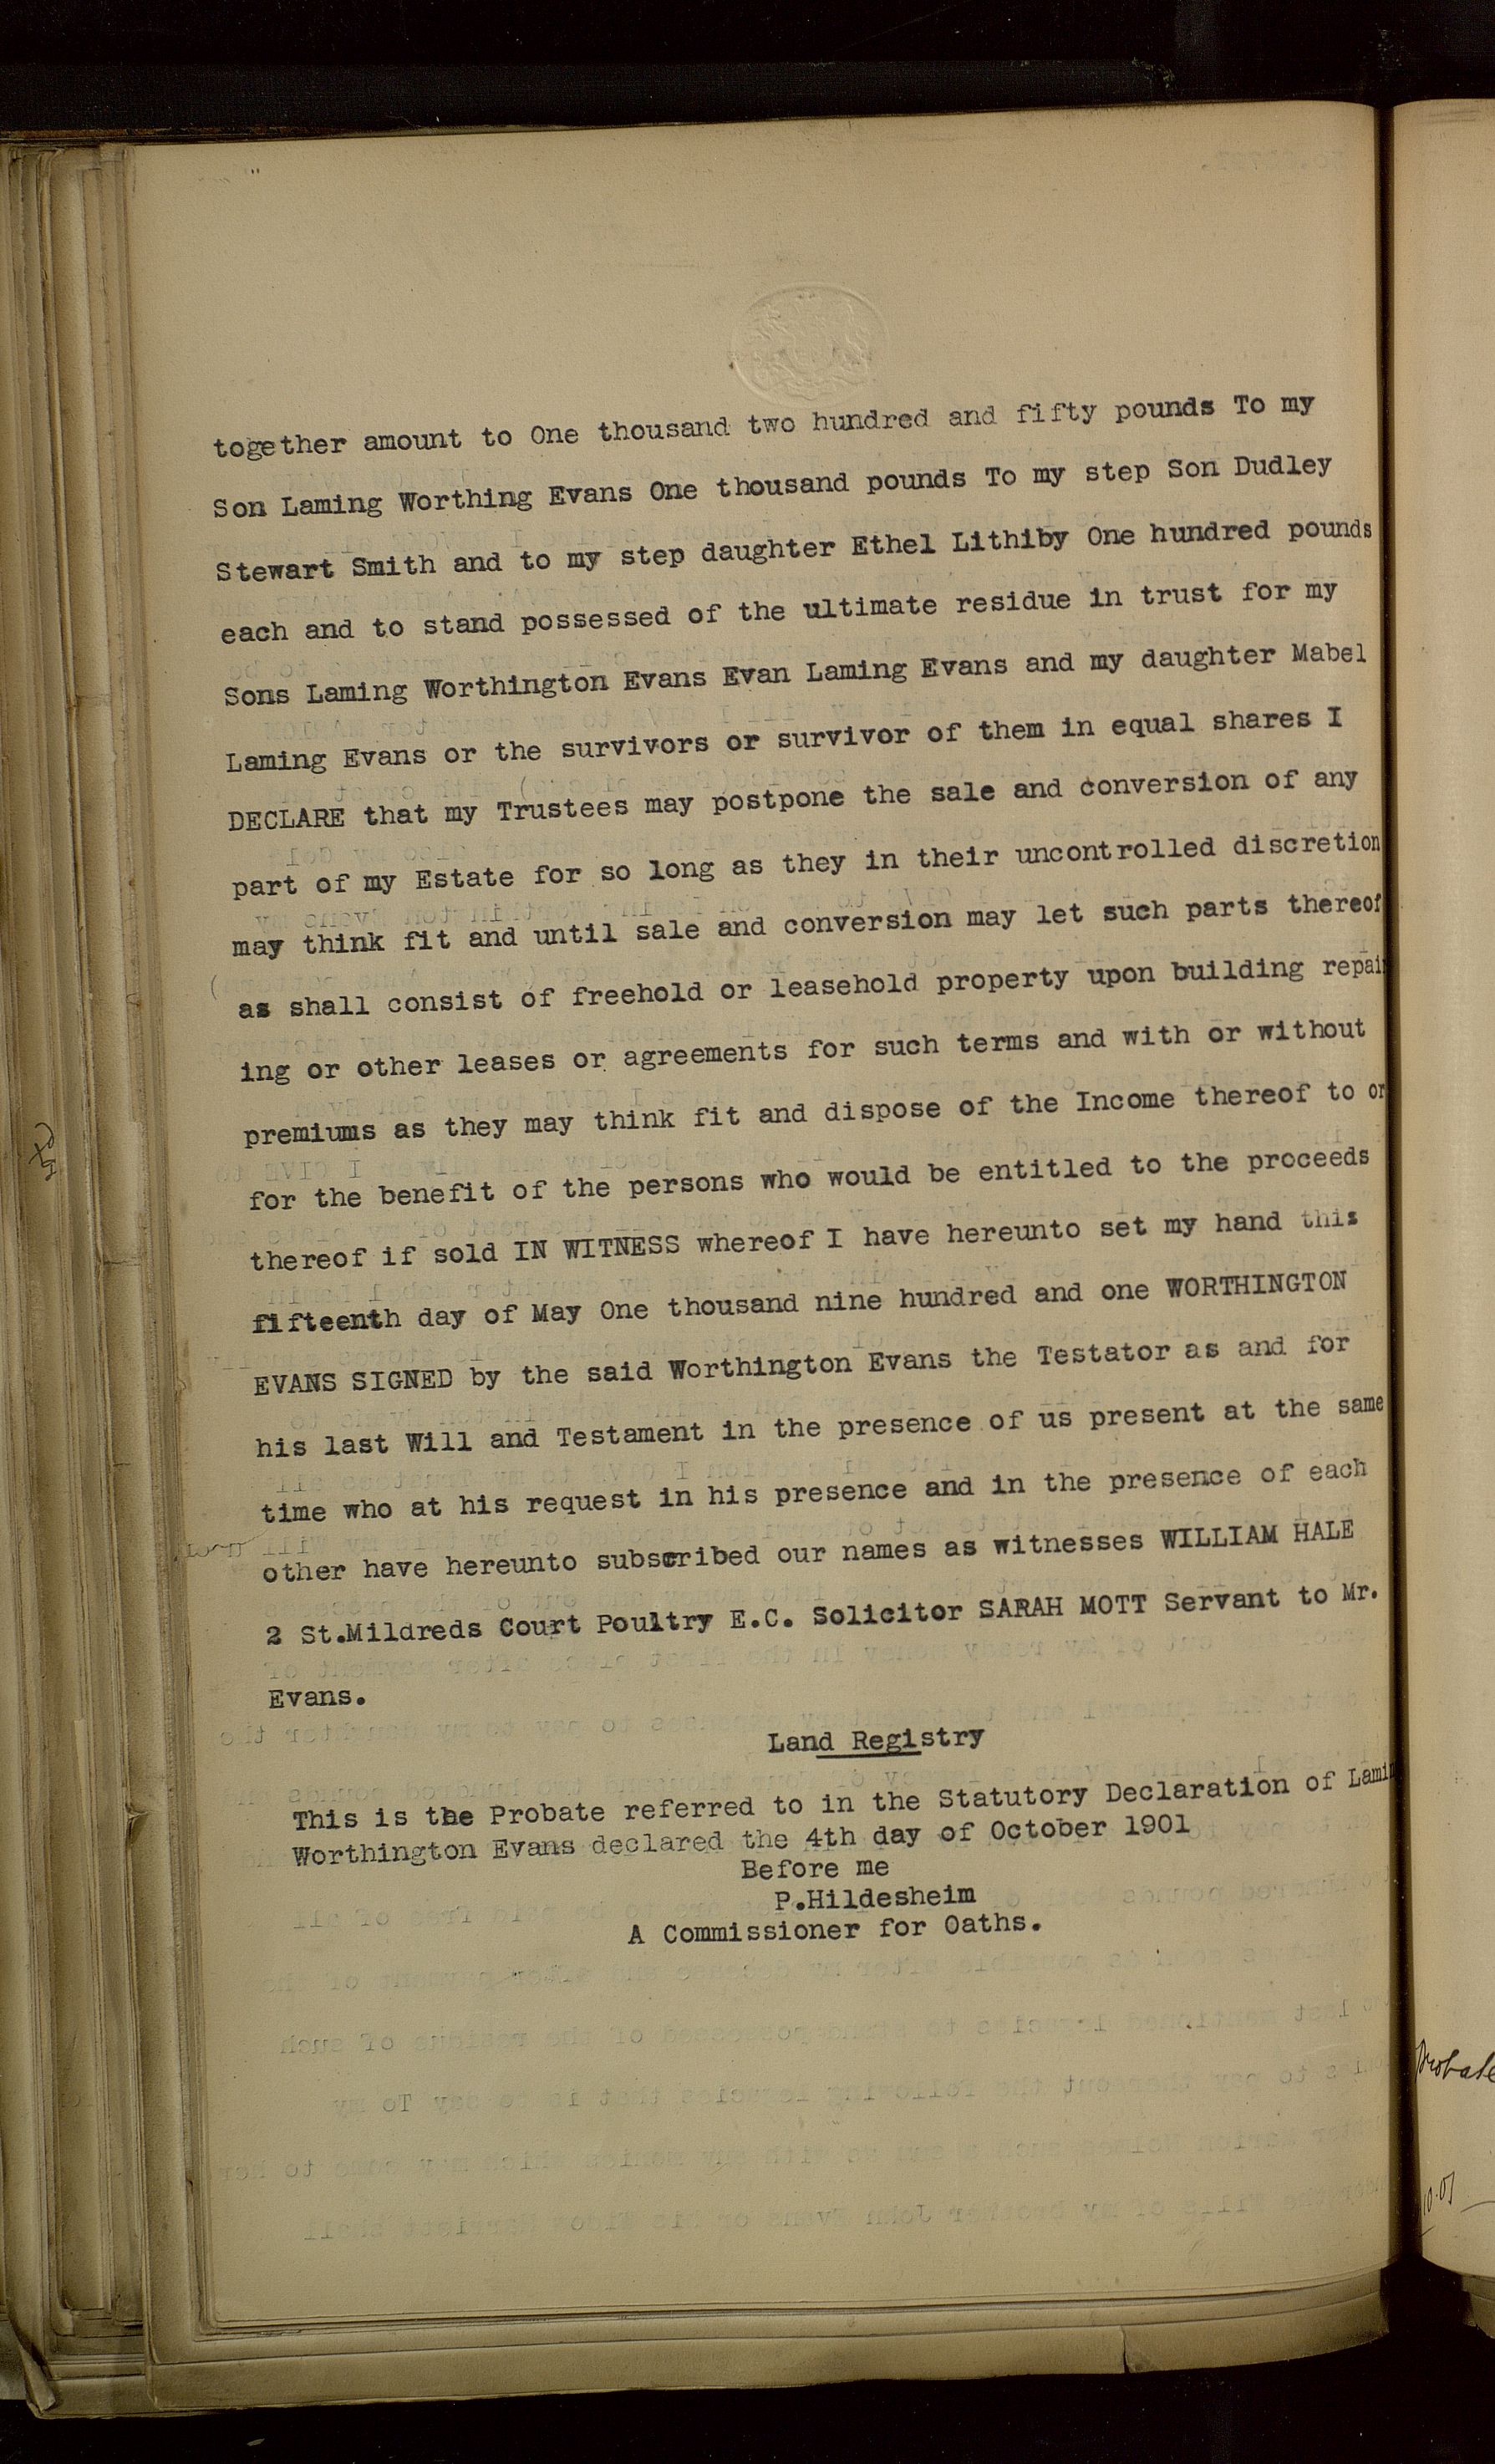 together amount to One thousand two hundred and fifty pounds To my
Son Laming Worthing Evans One thousand pounds To my step Son Dudley
Stewart Smith and to my step daughter Ethel Lithiby One hundred pounds
each and to stand possessed of the ultimate residue in trust for my
Sons Laming Worthington Evans Evan Laming Evans and my daughter Mabel
Laming Evans or the survivors or survivor of them in equal shares I
DECLARE that my Trustees may postpone the sale and conversion of any
part of my Estate for so long as they in their uncontrolled discretion
may think fit and until sale and conversion may let such parts thereof
as shall consist of freehold or leasehold property upon building repair
ing or other leases or agreements for such terms and with or without
premiums as they may think fit and dispose of the Income thereof to or
for the benefit of the persons who would be entitled to the proceeds
thereof if sold IN WITNESS whereof I have hereunto set my hand this
fifteenth day of May One thousand nine hundred and one WORTHINGTON
EVANS SIGNED by the said Worthington Evans the Testator as and for
his last Will and Testament in the presence of us present at the same
time who at his request in his presence and in the presence of each
other have hereunto subscribed our names as witnesses WILLIAM HALE
2 St.Mildreds Court Poultry E.C. Solicitor SARAH MOTT Servant to Mr.
Evans.
Land Registry
This is the Probate referred to in the Statutory Declaration of Lamin
Worthington Evans declared the 4th day of October 1901
Before me
P.Hildesheim
A Commissioner for Oaths.
Probate